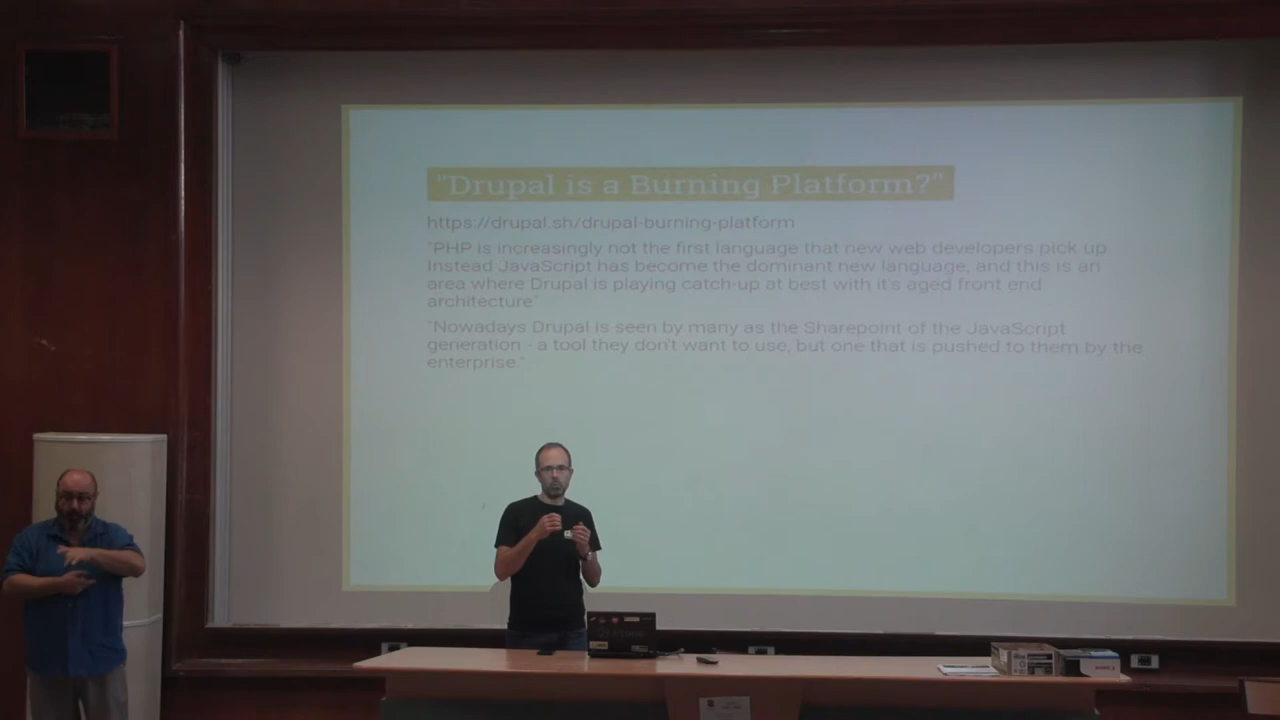 "Drupal is a Burning Platform?"
https://drupal.sh/drupal-burning-platform
"PHP is increasingly not the first language that new web developers pick up
Instead JavaScript has become the dominant new language, and this is an
area where Drupal is playing catch-up at best with it's aged front end
architecture"
"Nowadays Drupal is seen by many as the Sharepoint of the JavaScript
generation - a tool they don't want to use, but one that is pushed to them by the
enterprise."